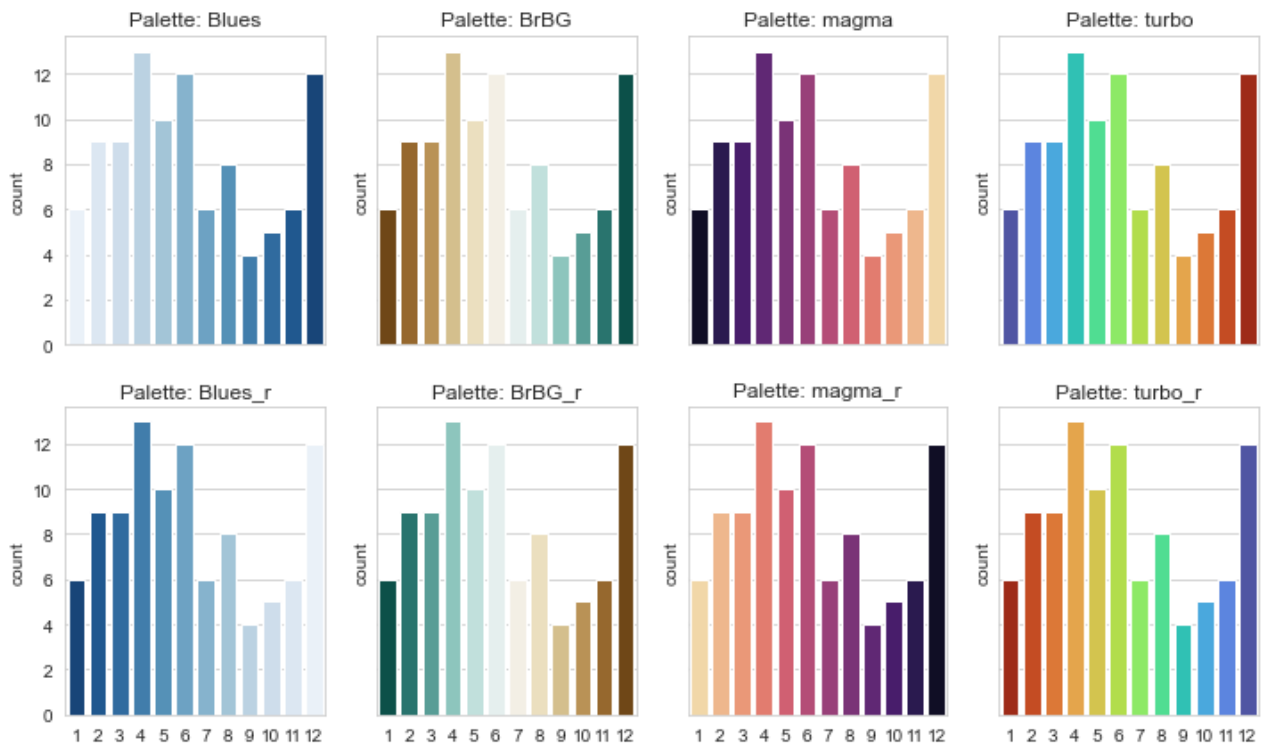 Palette: Blues
Palette: BrBG
Palette: magma
Palette: turbo
12
10
8
6
4
2
0
count
count
count
count
Palette: Blues_r
Palette: BrBG_r
Palette: magma_r
Palette: turbo_r
12
10
8
6
4
2
0
count
count
count
count
1 2 3 4 5 6 7 8 9 10 11 12
1 2 3 4 5 6 7 8 9 10 11 12
1 2 3 4 5 6 7 8 9 10 11 12
1 2 3 4 5 6 7 8 9 10 11 12